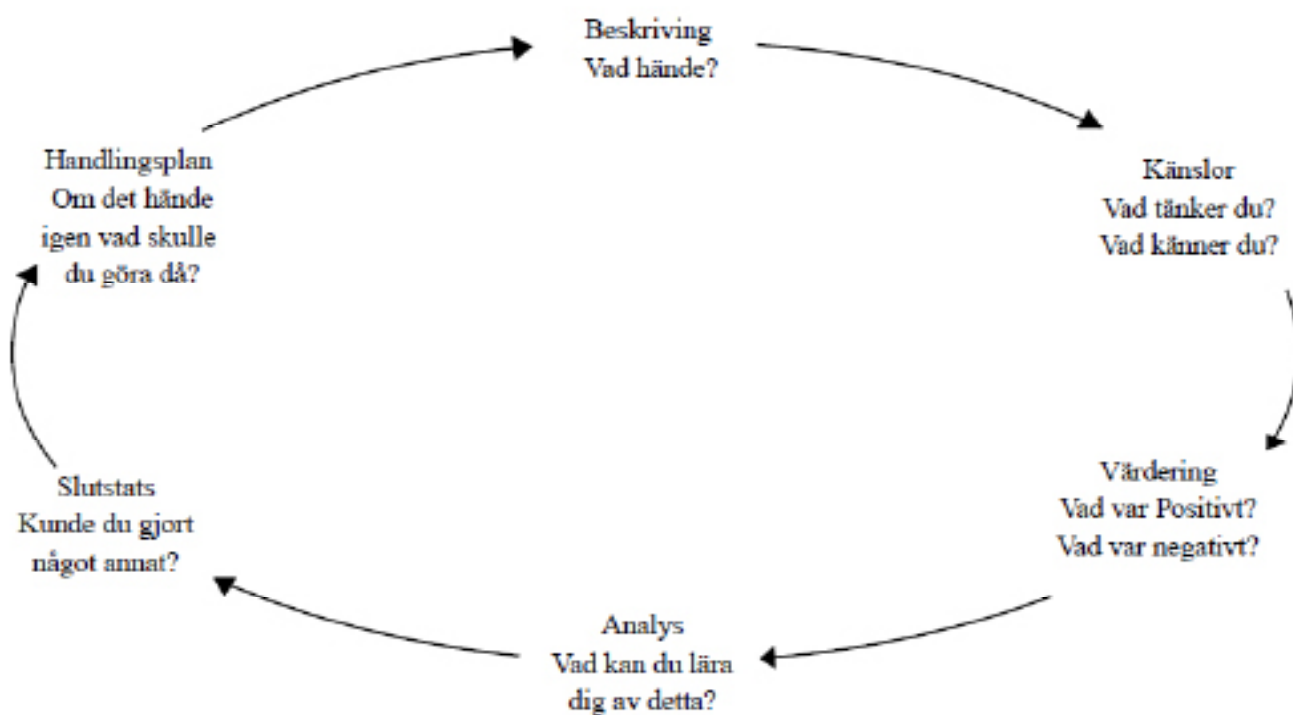 Beskriving
Vad hände?
Känslor
Vad tänker du?
Vad känner du?
Värdering
Vad var Positivt?
Vad var negativt?
Analys
Vad kan du lära
dig av detta?
Slutstats
Kunde du gjort
något annat?
Handlingsplan
Om det hände
igen vad skulle
du göra då?